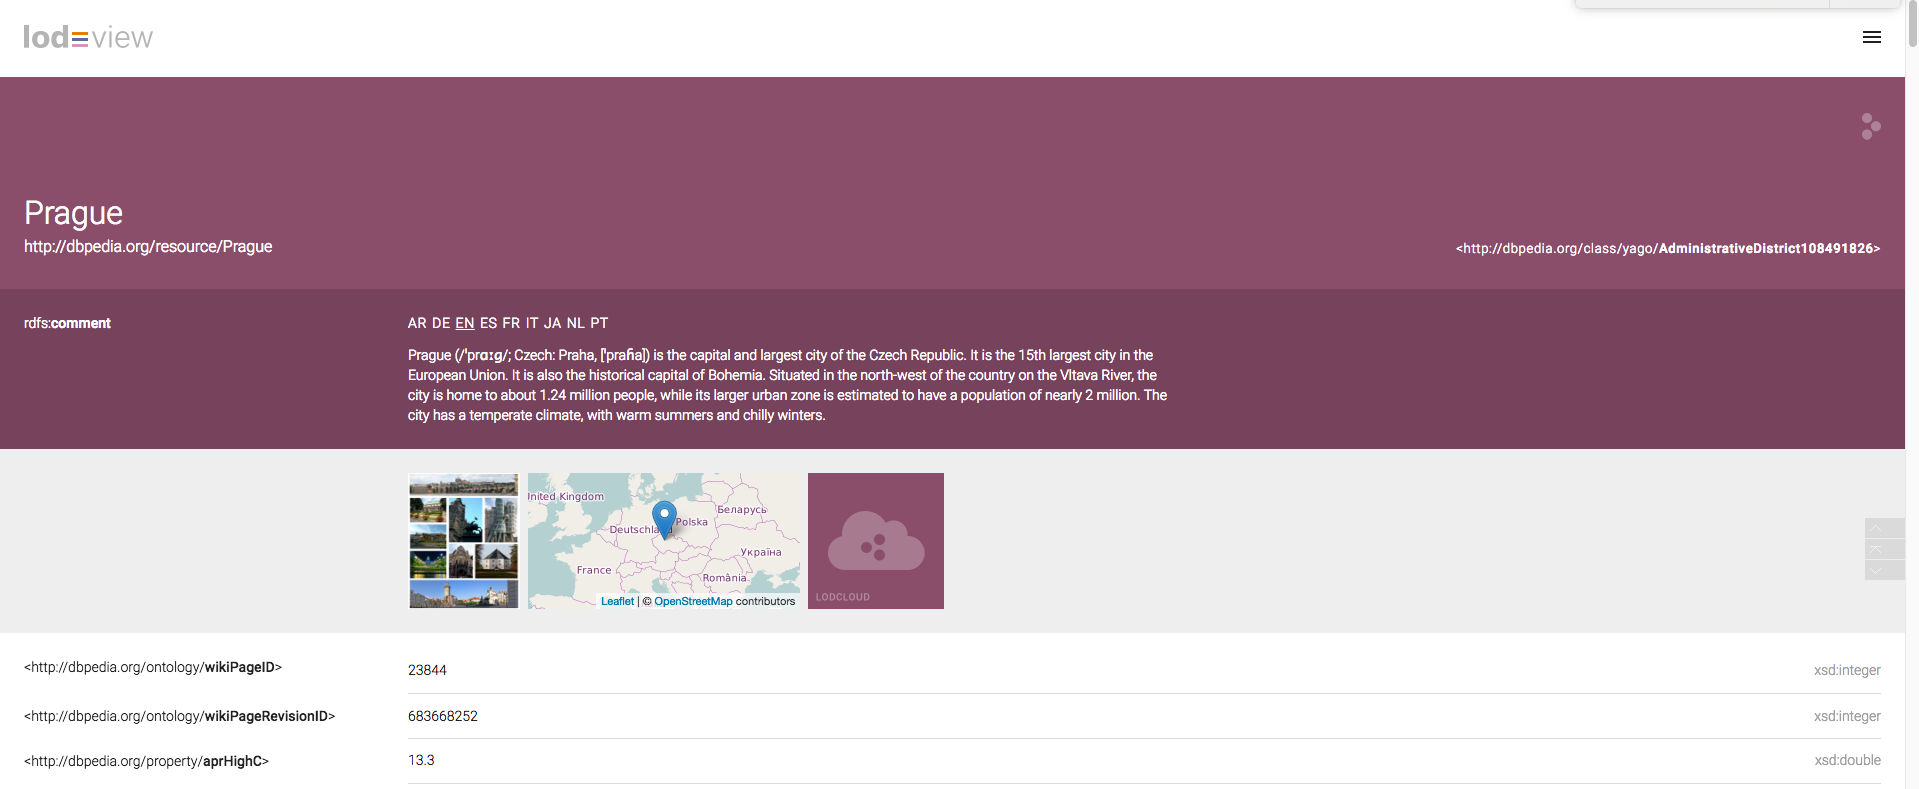 lod view
Prague
http://dbpedia.org/resource/Prague
<http://dbpedia.org/class/yago/AdministrativeDistrict108491826>
rdfs:comment
AR DE EN ES FR IT JA NL PT
Prague (/ˈprɑːɡ/; Czech: Praha, [ˈpraɦa]) is the capital and largest city of the Czech Republic. It is the 15th largest city in the
European Union. It is also the historical capital of Bohemia. Situated in the north-west of the country on the Vltava River, the
city is home to about 1.24 million people, while its larger urban zone is estimated to have a population of nearly 2 million. The
city has a temperate climate, with warm summers and chilly winters.
United Kingdom
Беларусь
Deutschland
Polska
Україна
France
România
Leaflet | © OpenStreetMap contributors
LODCLOUD
<http://dbpedia.org/ontology/wikiPageID>
23844
xsd:integer
<http://dbpedia.org/ontology/wikiPageRevisionID>
683668252
xsd:integer
<http://dbpedia.org/property/aprHighC>
13.3
xsd:double